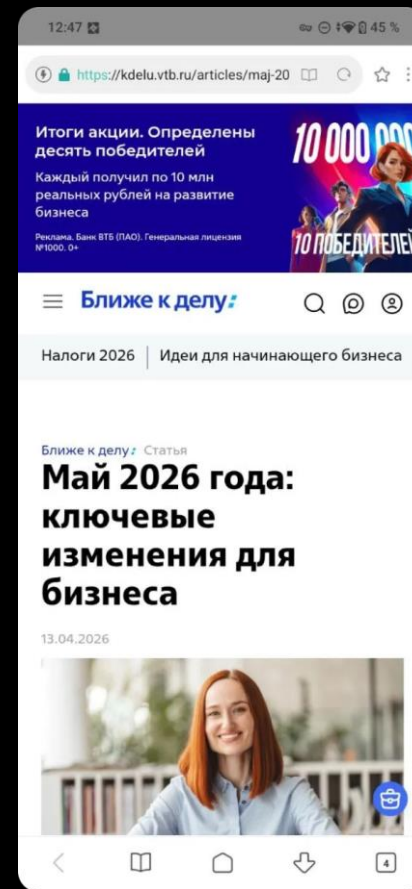 12:47
45 %
https://kdelu.vtb.ru/articles/maj-20
Итоги акции. Определены
десять победителей
Каждый получил по 10 млн
реальных рублей на развитие
бизнеса
Реклама. Банк ВТБ (ПАО). Генеральная лицензия
№1000. 0+
10 000 000
10 ПОБЕДИТЕЛЕЙ
Ближе к делу:
Налоги 2026
Идеи для начинающего бизнеса
Ближе к делу: Статья
Май 2026 года:
ключевые
изменения для
бизнеса
13.04.2026
4